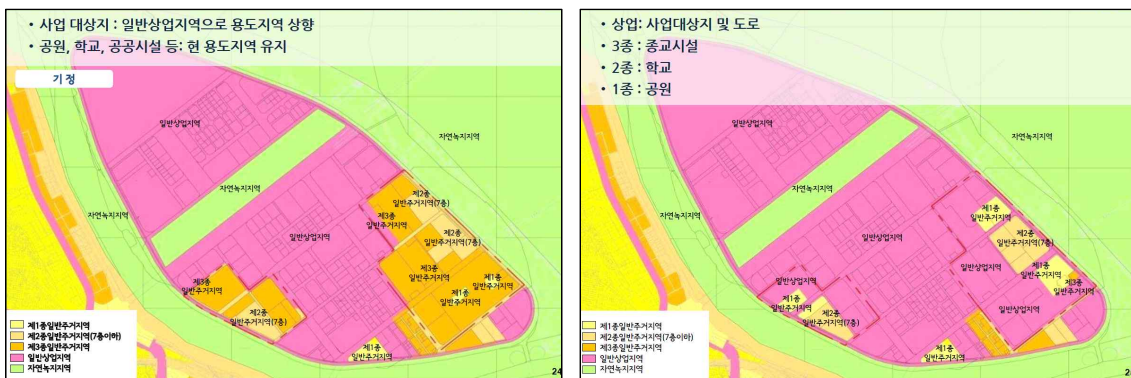 • 사업 대상지 : 일반상업지역으로 용도지역 상향
• 공원, 학교, 공공시설 등: 현 용도지역 유지
기 정
일반상업지역
자연녹지지역
자연녹지지역
자연녹지지역
일반상업지역
제2종
일반주거지역(7층)
제3종
일반주거지역
제2종
일반주거지역(7층)
제3종
일반주거지역
제1종
일반주거지역
제1종
일반주거지역
제3종
일반주거지역
제2종
일반주거지역(7층)
제1종
일반주거지역
제1종일반주거지역
제2종일반주거지역(7층이하)
제3종일반주거지역
일반상업지역
자연녹지지역
24
• 상업: 사업대상지 및 도로
• 3종 : 종교시설
• 2종 : 학교
• 1종 : 공원
일반상업지역
자연녹지지역
자연녹지지역
자연녹지지역
일반상업지역
제1종
일반주거지역
제2종
일반주거지역(7층)
제1종
일반주거지역
제3종
일반주거지역
일반상업지역
일반상업지역
일반상업지역
제1종
일반주거지역
제2종
일반주거지역(7층)
제1종
일반주거지역
제1종일반주거지역
제2종일반주거지역(7층이하)
제3종일반주거지역
일반상업지역
자연녹지지역